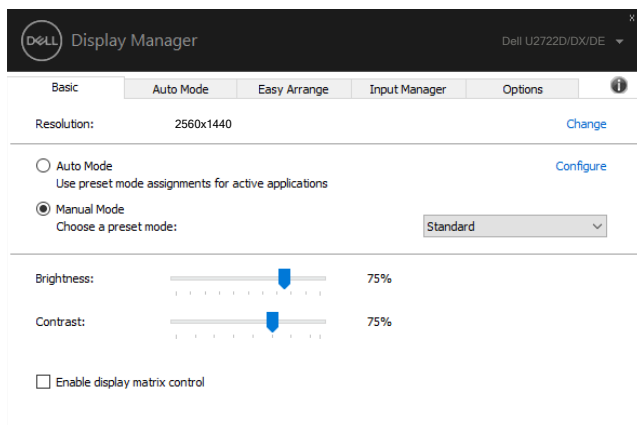 x
DELL Display Manager Dell U2722D/DX/DE
Basic Auto Mode Easy Arrange Input Manager Options i
Resolution: 2560x1440 Change
Auto Mode Configure
Use preset mode assignments for active applications
Manual Mode
Choose a preset mode: Standard
Brightness: 75%
Contrast: 75%
Enable display matrix control